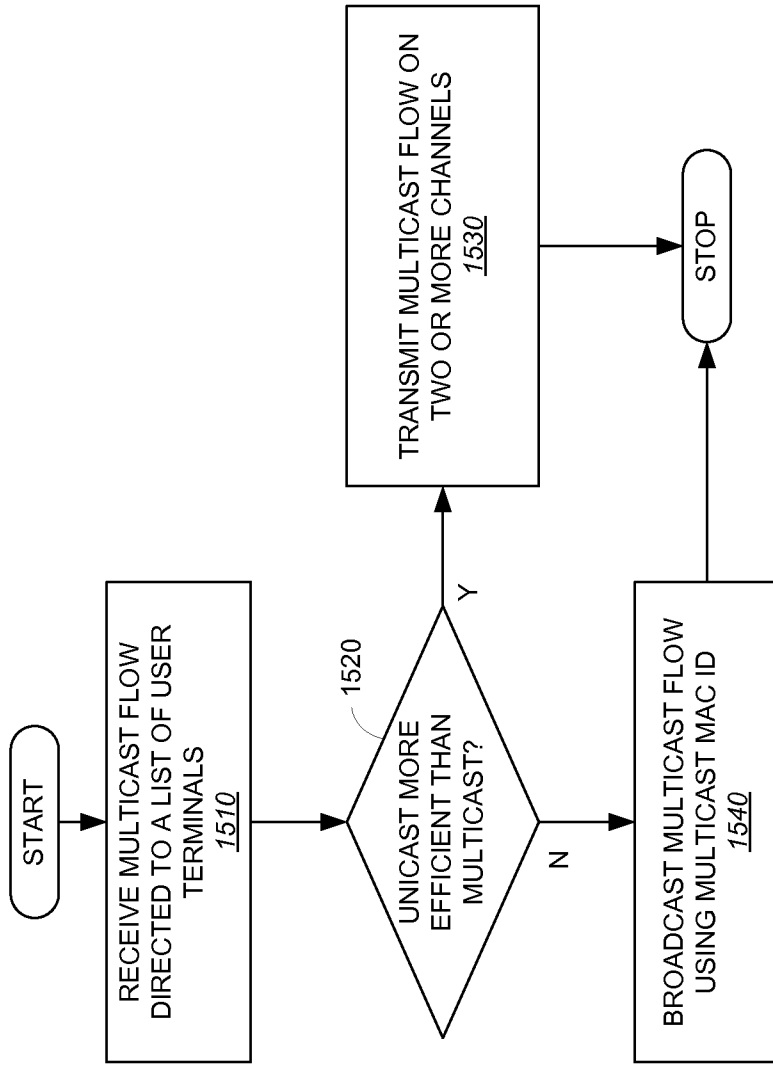 START
RECEIVE MULTICAST FLOW
DIRECTED TO A LIST OF USER
TERMINALS
1510
1520
UNICAST MORE
EFFICIENT THAN
MULTICAST?
Y
N
TRANSMIT MULTICAST FLOW ON
TWO OR MORE CHANNELS
1530
BROADCAST MULTICAST FLOW
USING MULTICAST MAC ID
1540
STOP